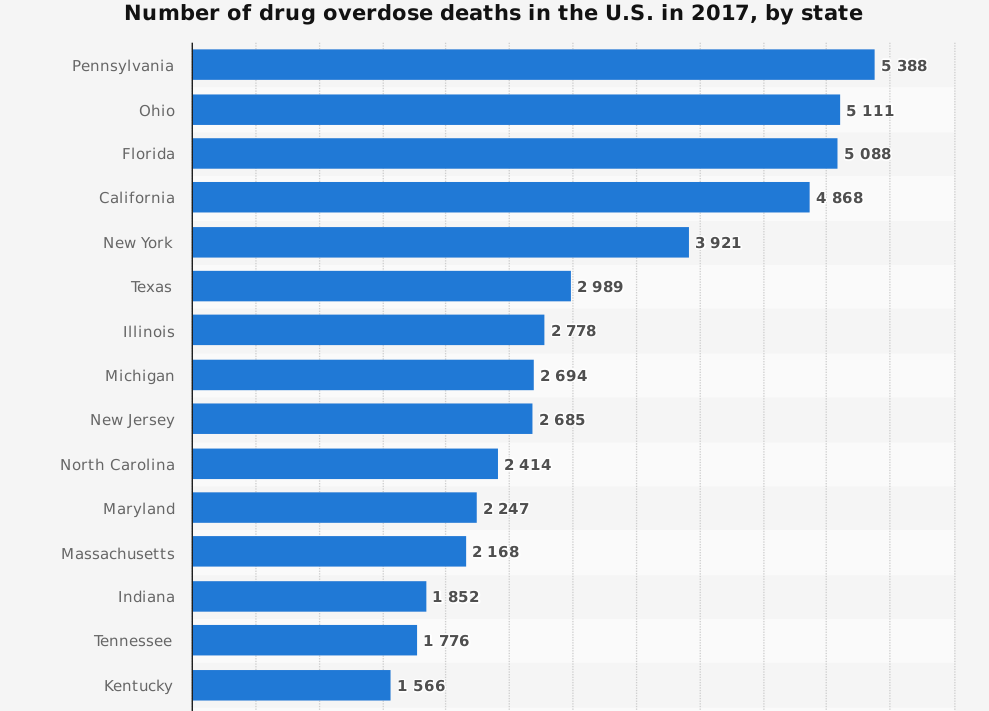 Number of drug overdose deaths in the U.S. in 2017, by state
Pennsylvania 5 388
Ohio 5 111
Florida 5 088
California 4 868
New York 3 921
Texas 2 989
Illinois 2 778
Michigan 2 694
New Jersey 2 685
North Carolina 2 414
Maryland 2 247
Massachusetts 2 168
Indiana 1 852
Tennessee 1 776
Kentucky 1 566